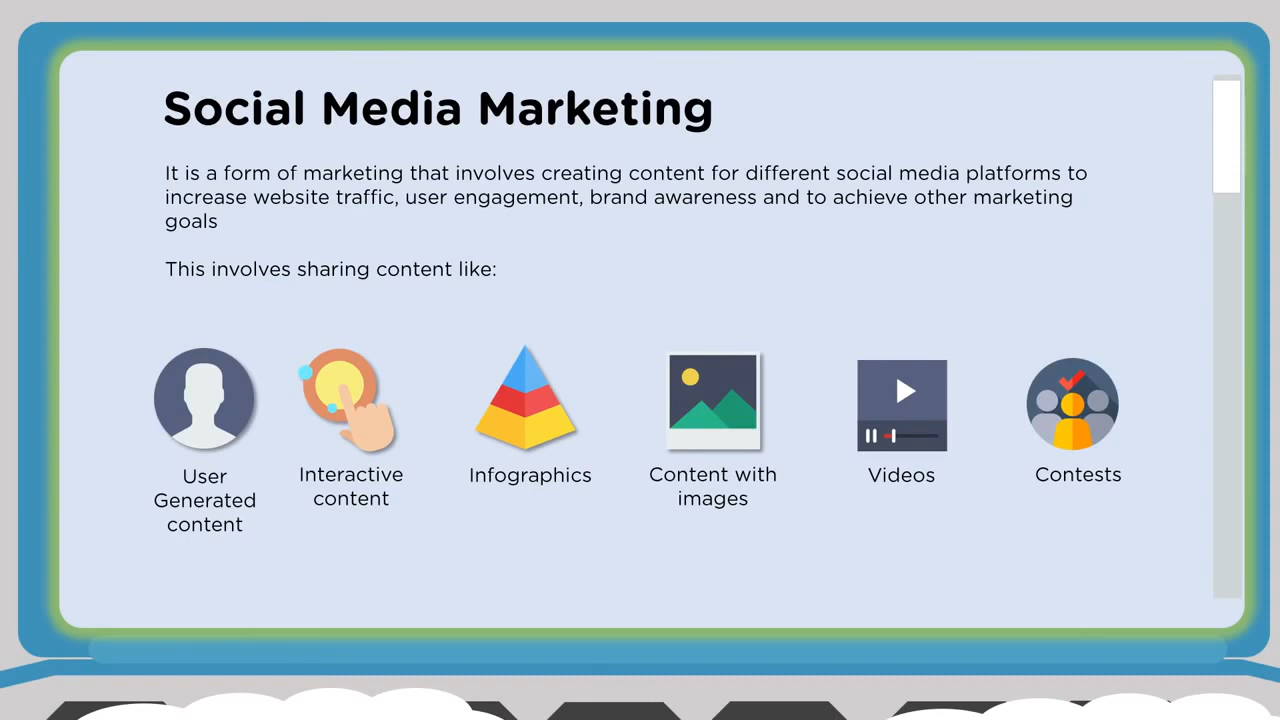 Social Media Marketing
It is a form of marketing that involves creating content for different social media platforms to
increase website traffic, user engagement, brand awareness and to achieve other marketing
goals
This involves sharing content like:
User
Generated
content
Interactive
content
Infographics
Content with
images
Videos
Contests